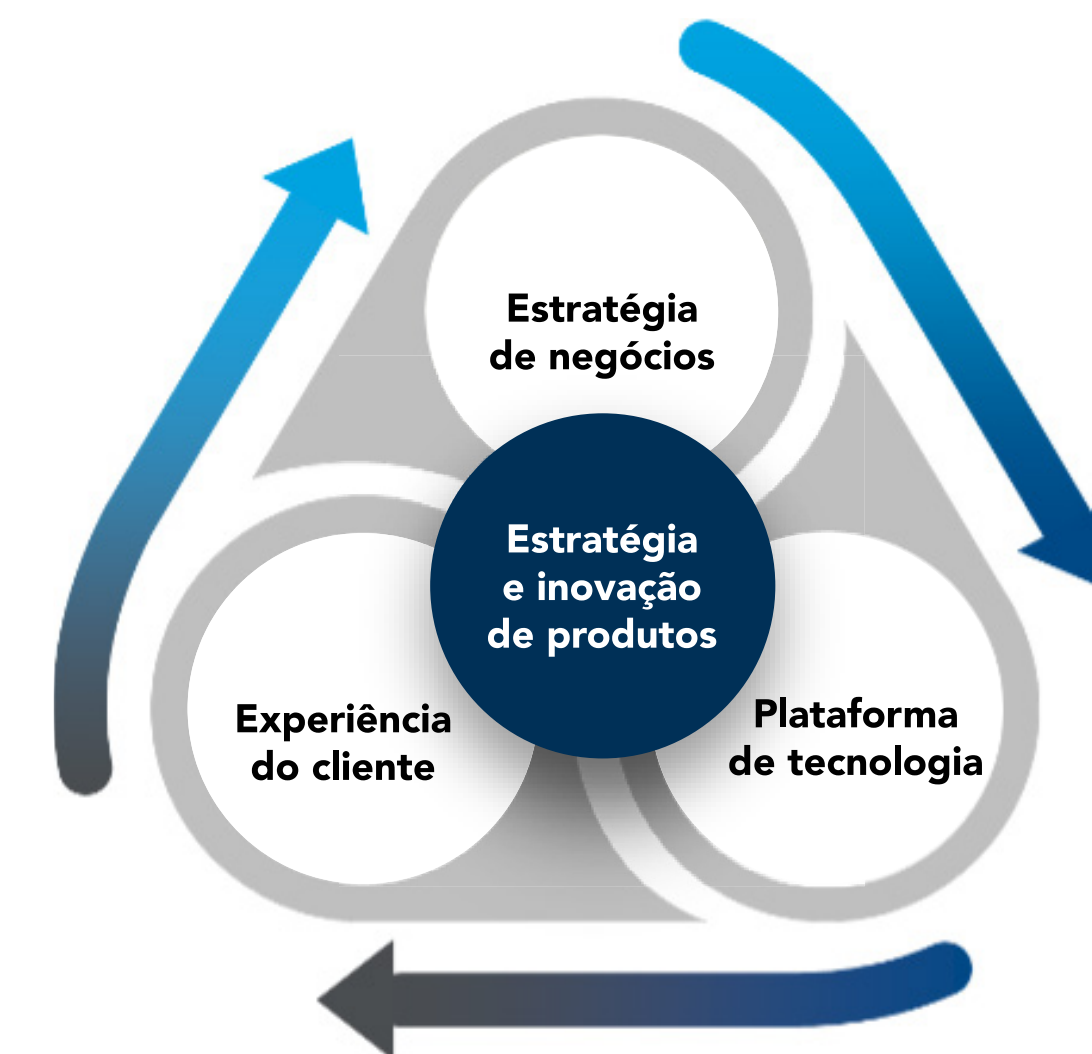 Estratégia
de negócios
Estratégia
e inovação
de produtos
Experiência
do cliente
Plataforma
de tecnologia